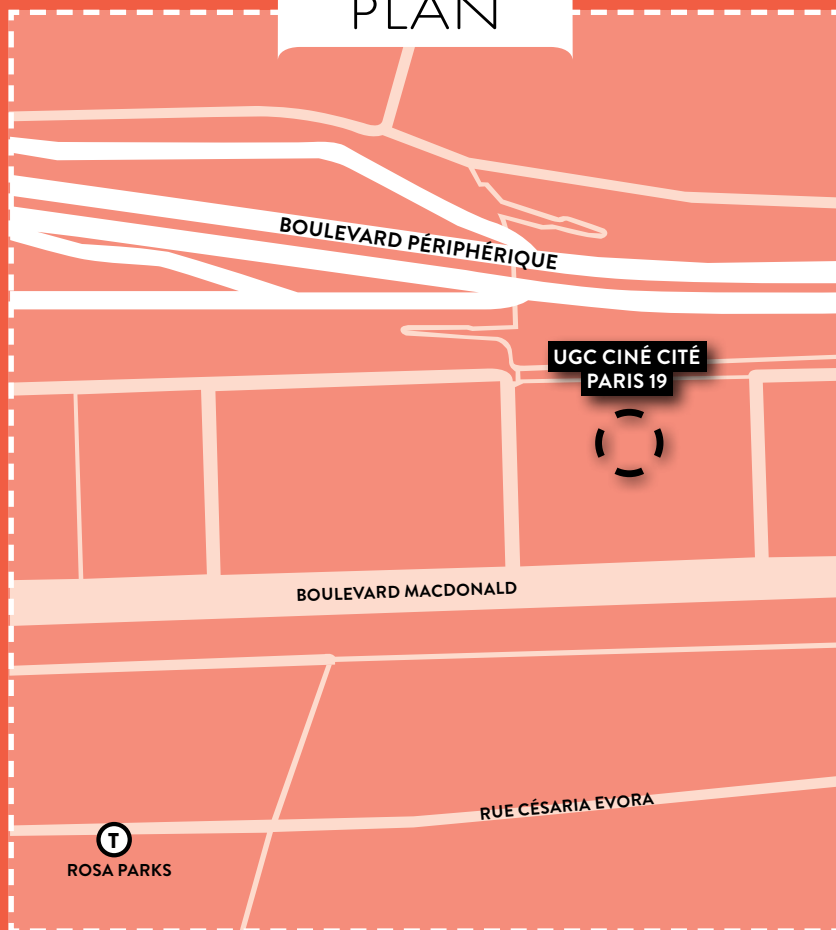 PLAN
BOULEVARD PÉRIPHÉRIQUE
UGC CINÉ CITÉ
PARIS 19
BOULEVARD MACDONALD
RUE CÉSARIA EVORA
T
ROSA PARKS